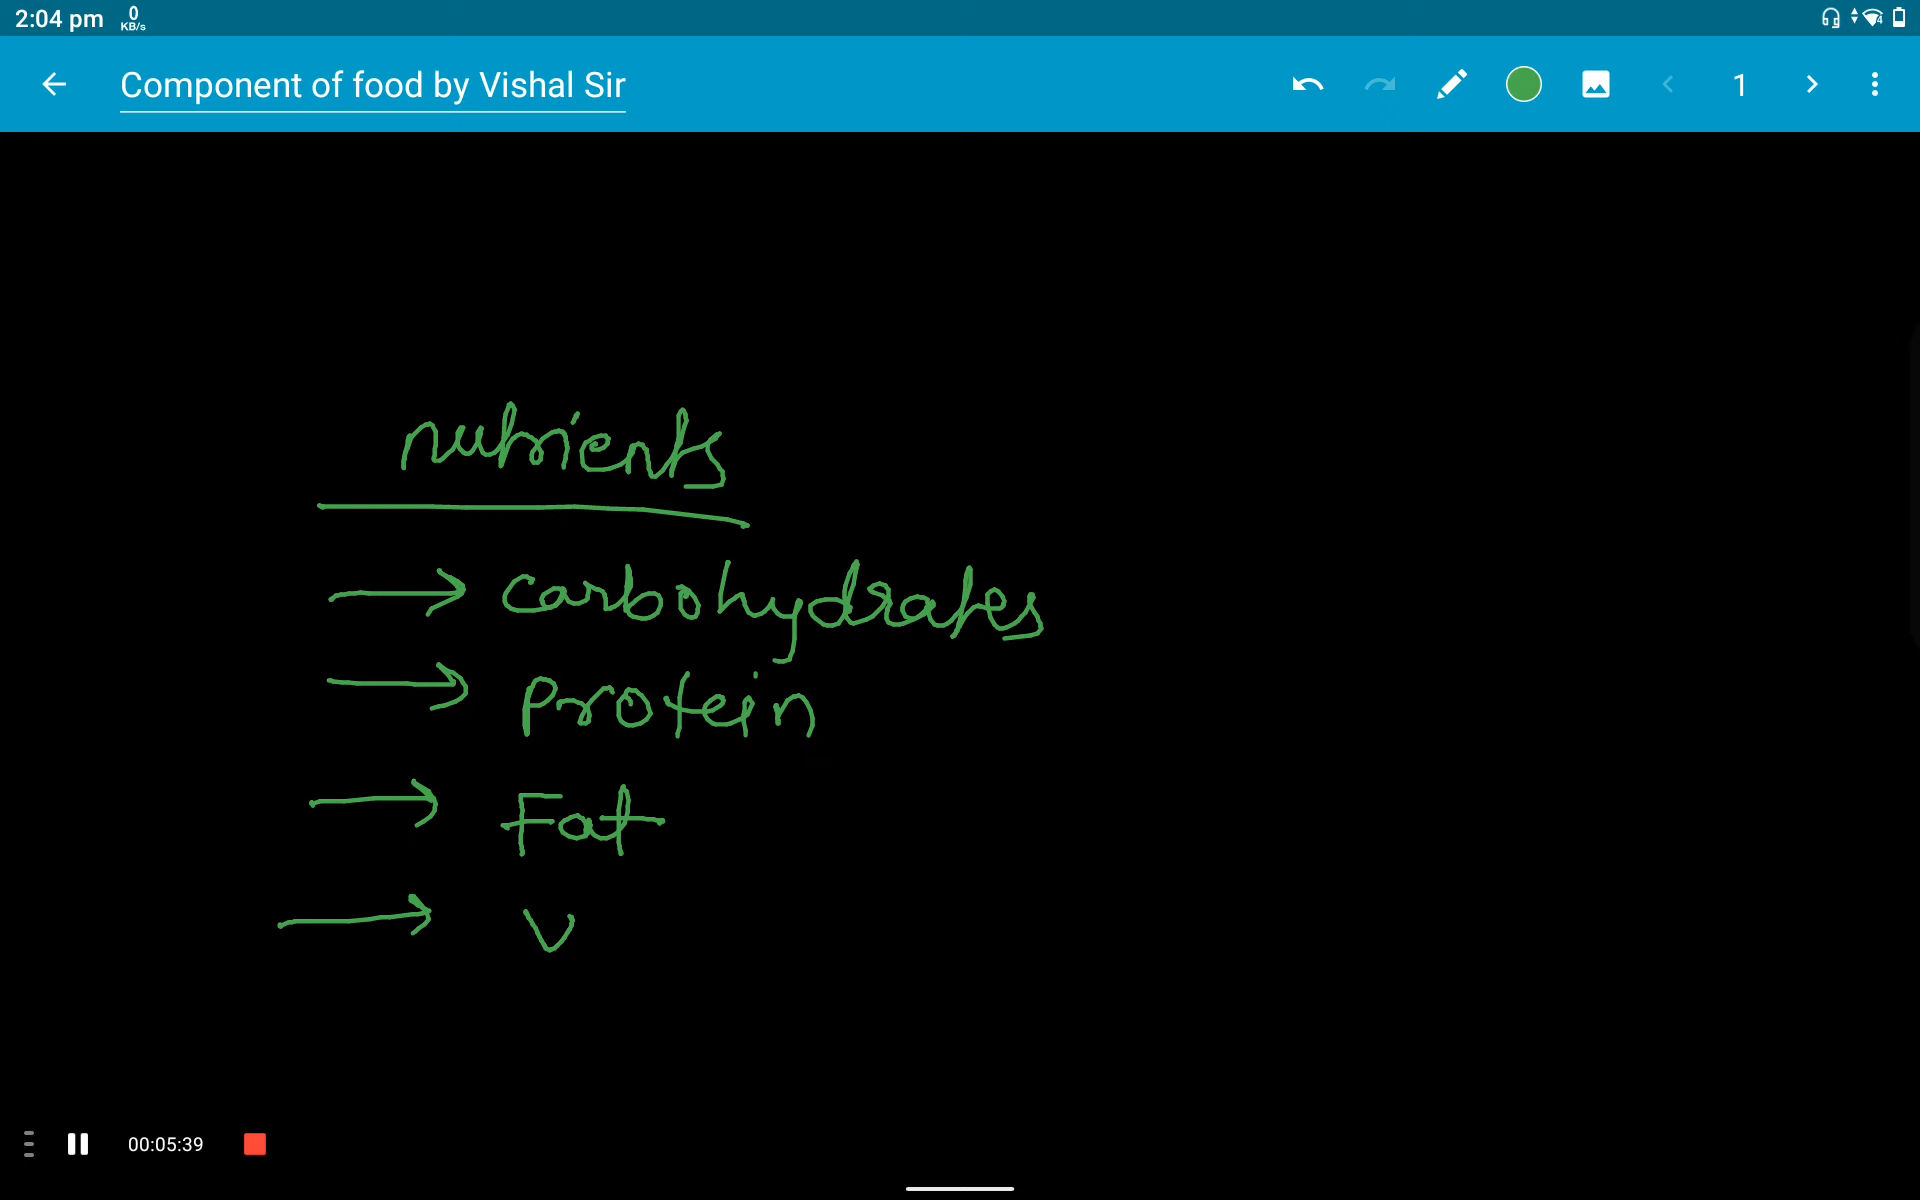 2:04 pm 0 KB/s
Component of food by Vishal Sir 1
nutrients
→ carbohydrates
→ Protein
→ Fat
→ V
00:05:39